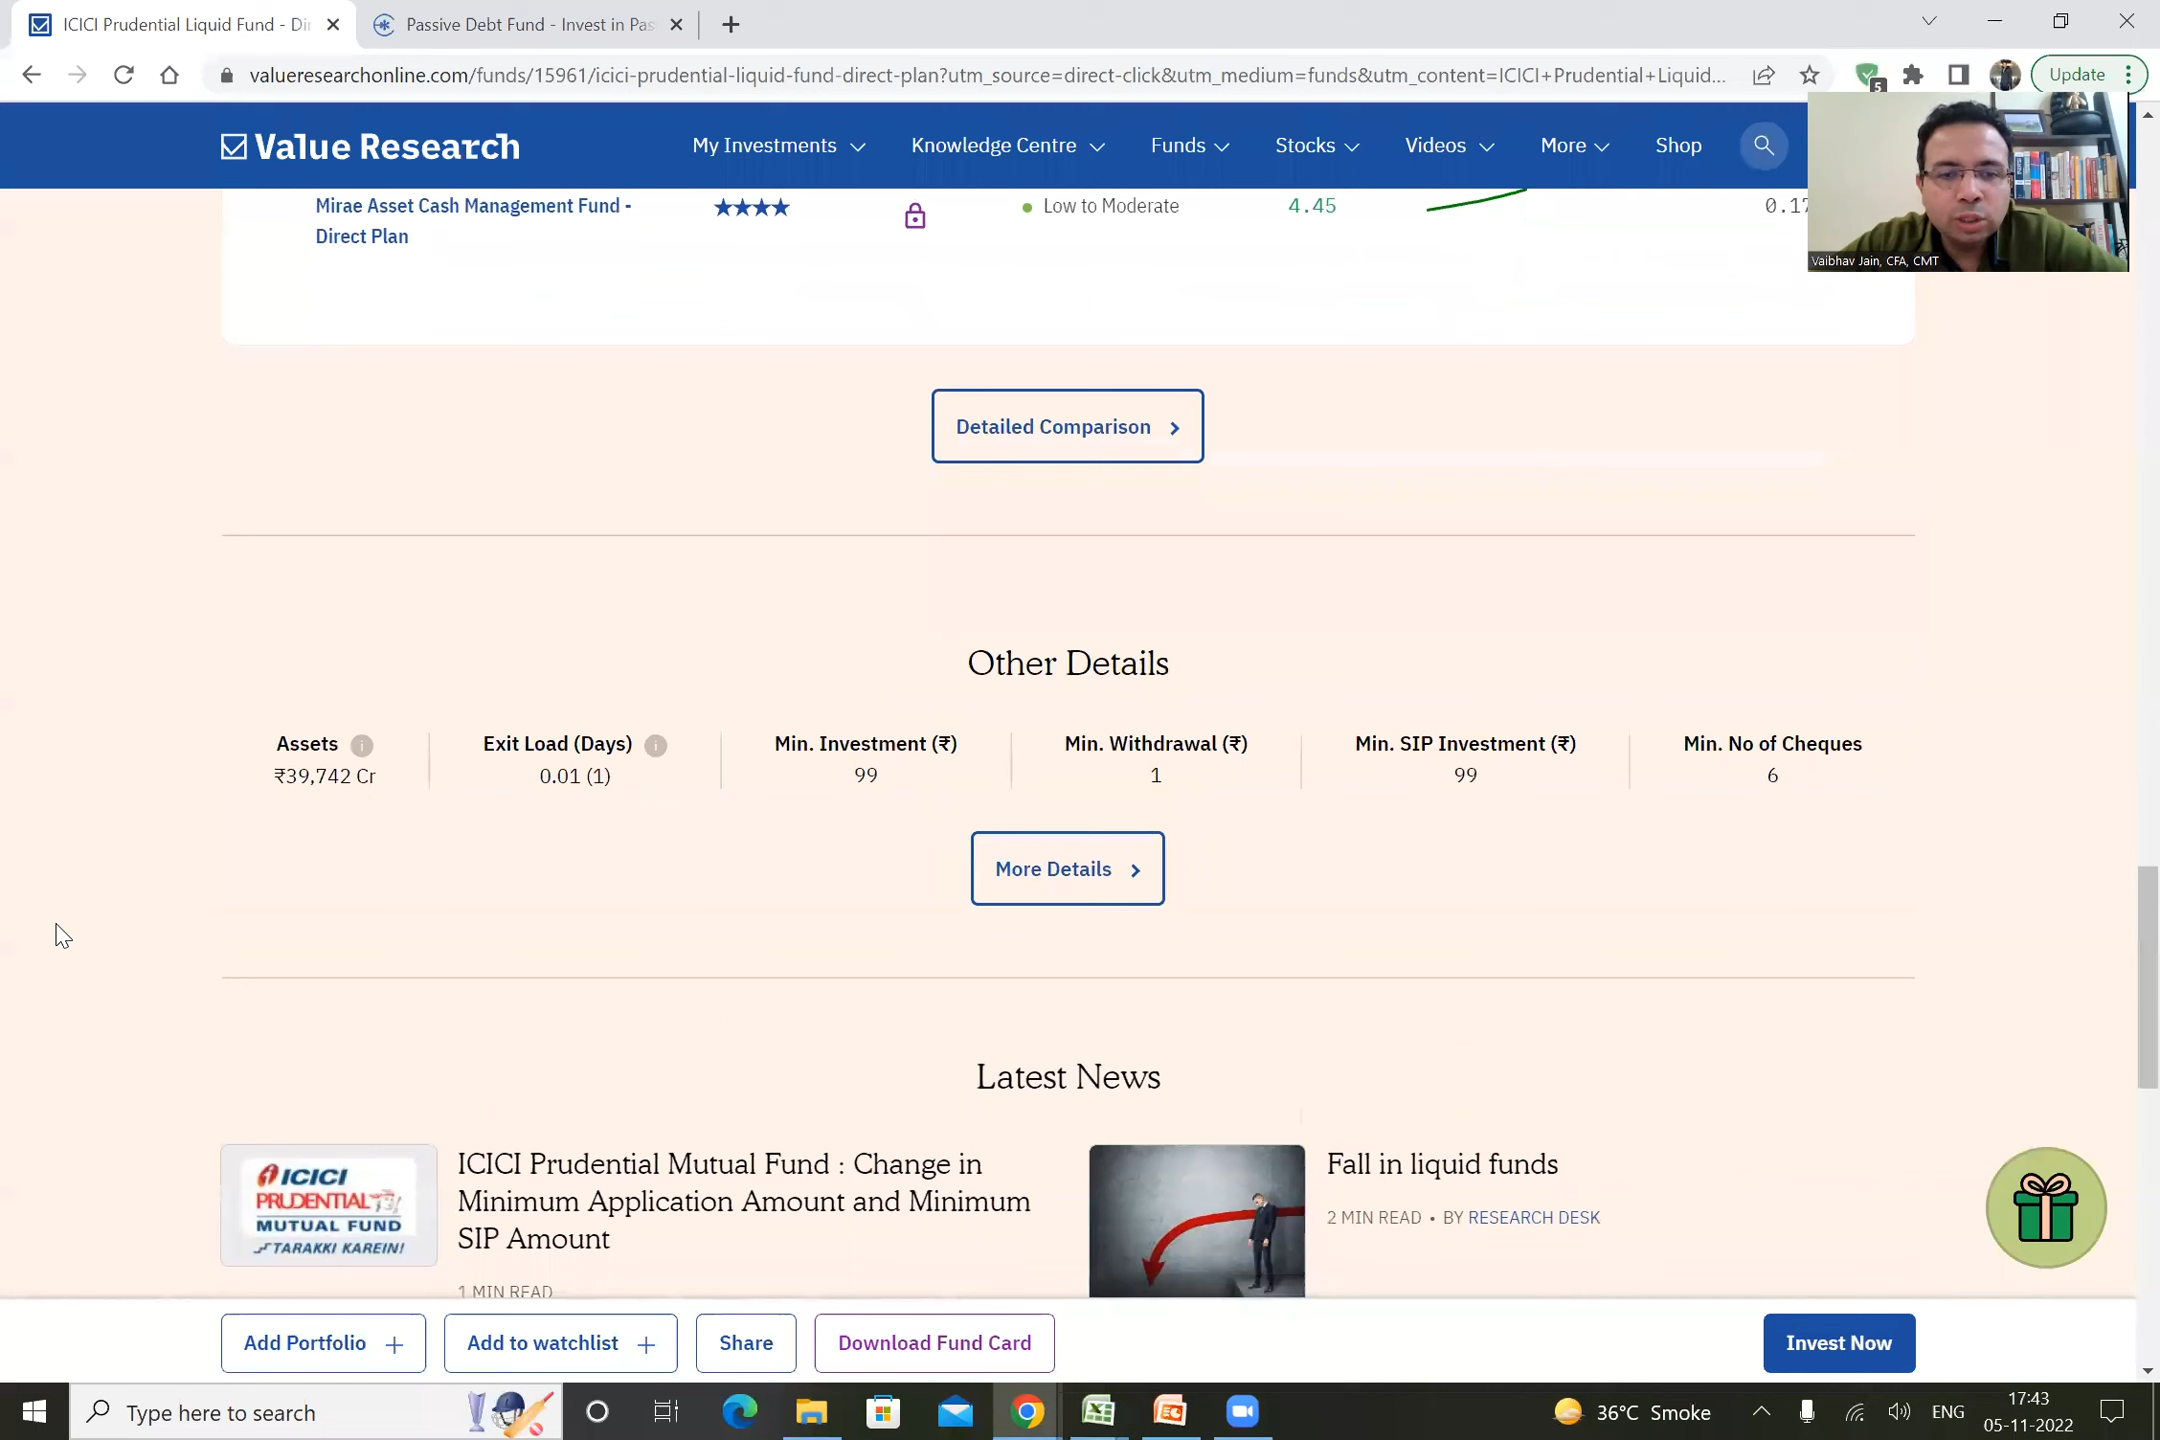 ICICI Prudential Liquid Fund - Di
Passive Debt Fund - Invest in Pas
valueresearchonline.com/funds/15961/icici-prudential-liquid-fund-direct-plan?utm_source=direct-click&utm_medium=funds&utm_content=ICICI+Prudential+Liquid...
5
Update
Value Research
My Investments
Knowledge Centre
Funds
Stocks
Videos
More
Shop
Vaibhav Jain, CFA, CMT
Mirae Asset Cash Management Fund -
Direct Plan
Low to Moderate
4.45
0.17
Detailed Comparison
Other Details
Assets
₹39,742 Cr
Exit Load (Days)
0.01 (1)
Min. Investment (₹)
99
Min. Withdrawal (₹)
1
Min. SIP Investment (₹)
99
Min. No of Cheques
6
More Details
Latest News
ICICI
PRUDENTIAL
MUTUAL FUND
TARAKKI KAREIN!
ICICI Prudential Mutual Fund : Change in
Minimum Application Amount and Minimum
SIP Amount
1 MIN READ
Fall in liquid funds
2 MIN READ • BY RESEARCH DESK
Add Portfolio
Add to watchlist
Share
Download Fund Card
Invest Now
Type here to search
36°C Smoke
ENG
17:43
05-11-2022